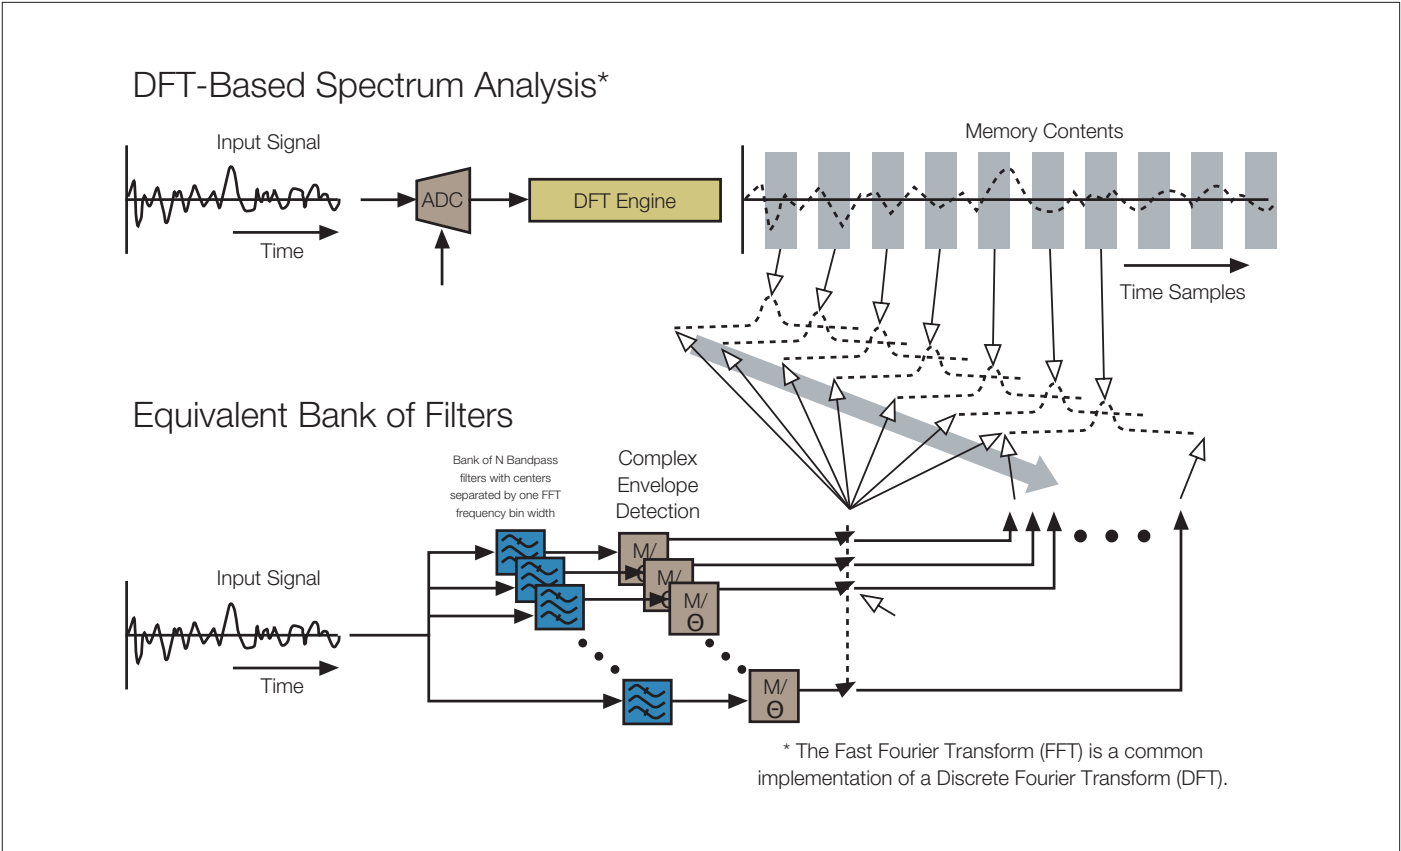 DFT-Based Spectrum Analysis*
Input Signal
Time
ADC
DFT Engine
Memory Contents
Time Samples
Equivalent Bank of Filters
Bank of N Bandpass
filters with centers
separated by one FFT
frequency bin width
Complex
Envelope
Detection
Input Signal
Time
M/
Θ
M/
Θ
M/
Θ
M/
Θ
* The Fast Fourier Transform (FFT) is a common
implementation of a Discrete Fourier Transform (DFT).